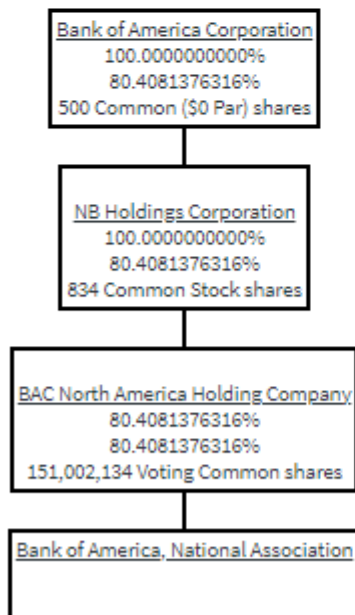 Bank of America Corporation
100.0000000000%
80.4081376316%
500 Common ($0 Par) shares
NB Holdings Corporation
100.0000000000%
80.4081376316%
834 Common Stock shares
BAC North America Holding Company
80.4081376316%
80.4081376316%
151,002,134 Voting Common shares
Bank of America, National Association